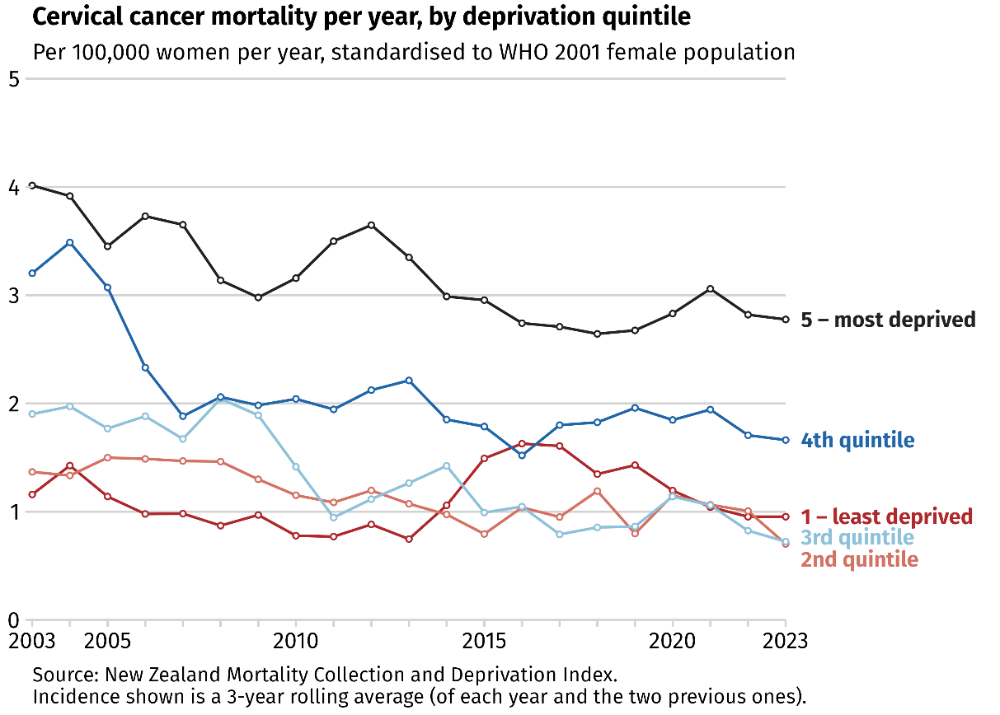 Cervical cancer mortality per year, by deprivation quintile
Per 100,000 women per year, standardised to WHO 2001 female population
5
4
3
5 – most deprived
2
4th quintile
1
1 – least deprived
3rd quintile
2nd quintile
0
2003 2005 2010 2015 2020 2023
Source: New Zealand Mortality Collection and Deprivation Index.
Incidence shown is a 3-year rolling average (of each year and the two previous ones).